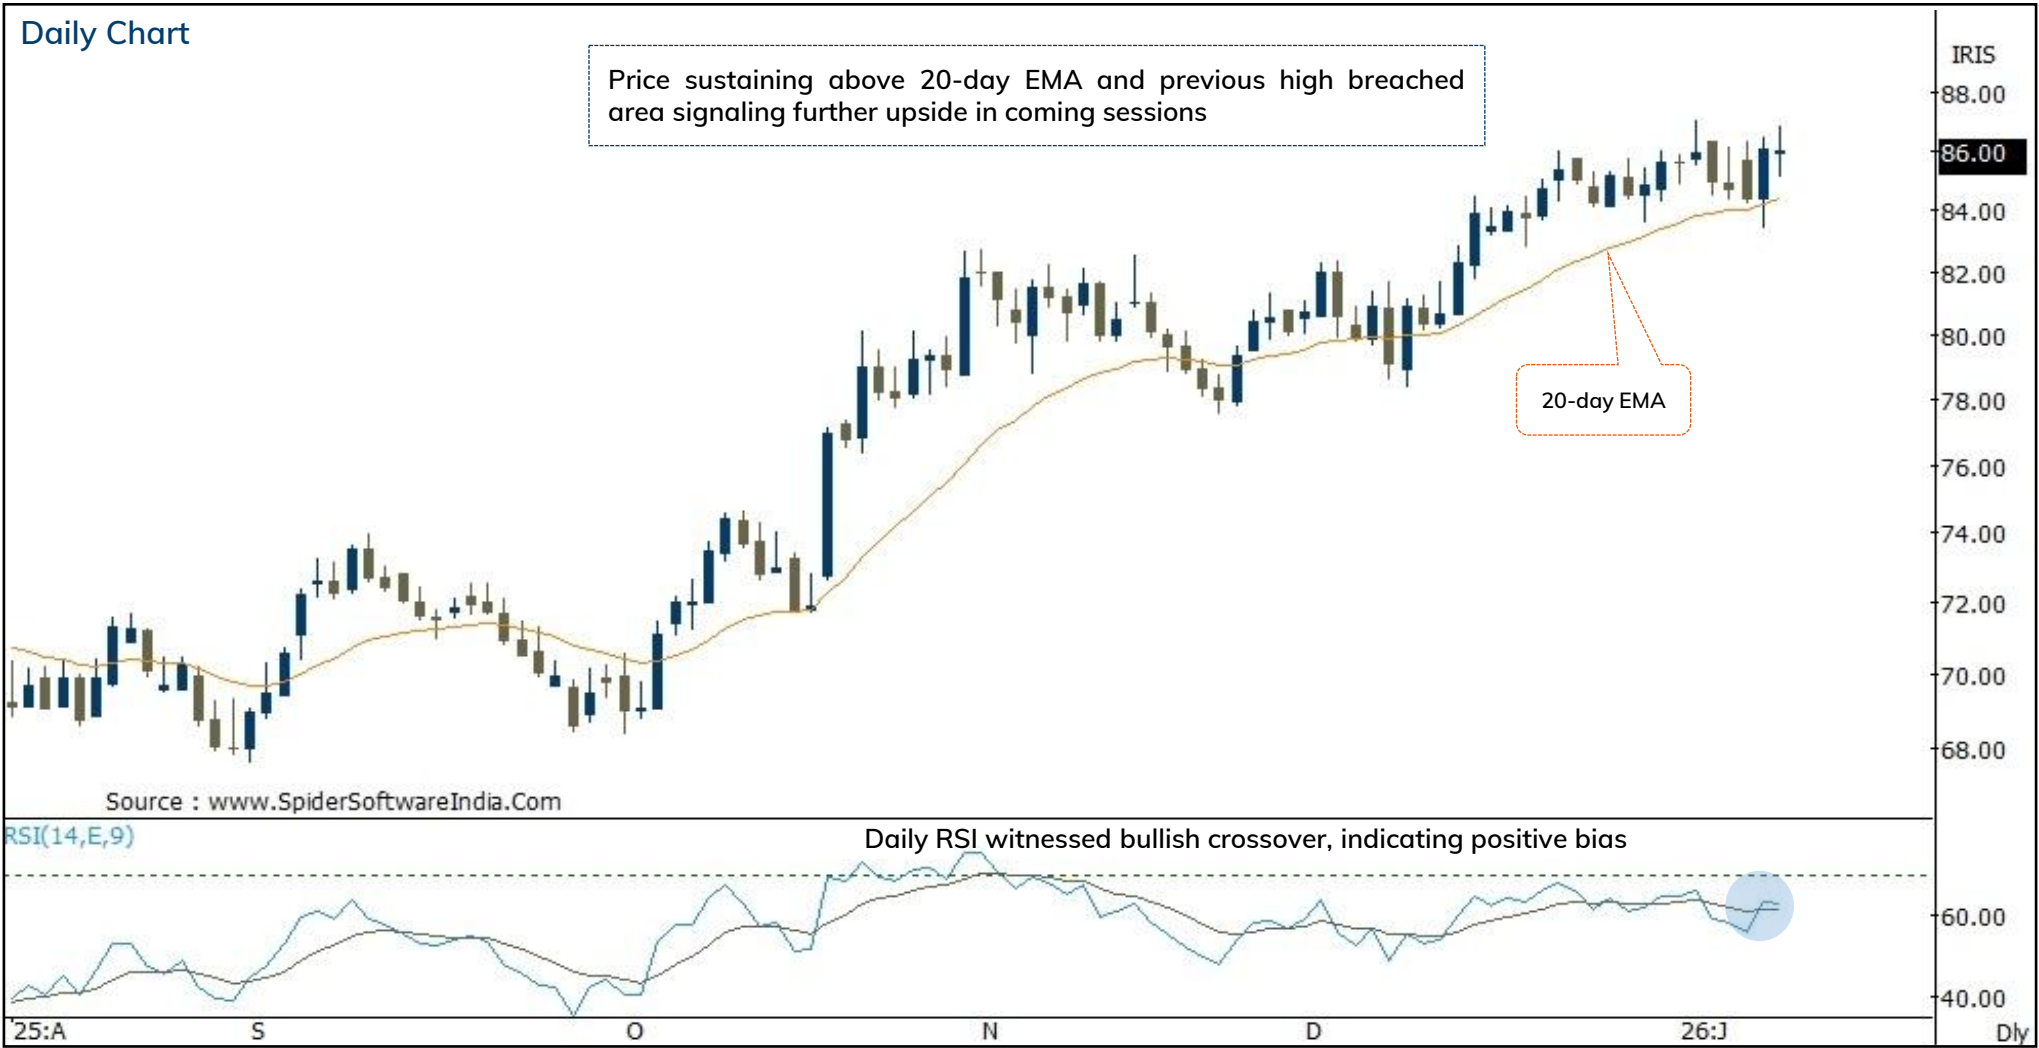 Daily Chart
Price sustaining above 20-day EMA and previous high breached
area signaling further upside in coming sessions
IRIS
88.00
86.00
84.00
82.00
80.00
78.00
76.00
74.00
72.00
70.00
68.00
20-day EMA
Source : www.SpiderSoftwareIndia.Com
RSI(14,E,9)
Daily RSI witnessed bullish crossover, indicating positive bias
60.00
40.00
25:A S O N D 26:J Dly